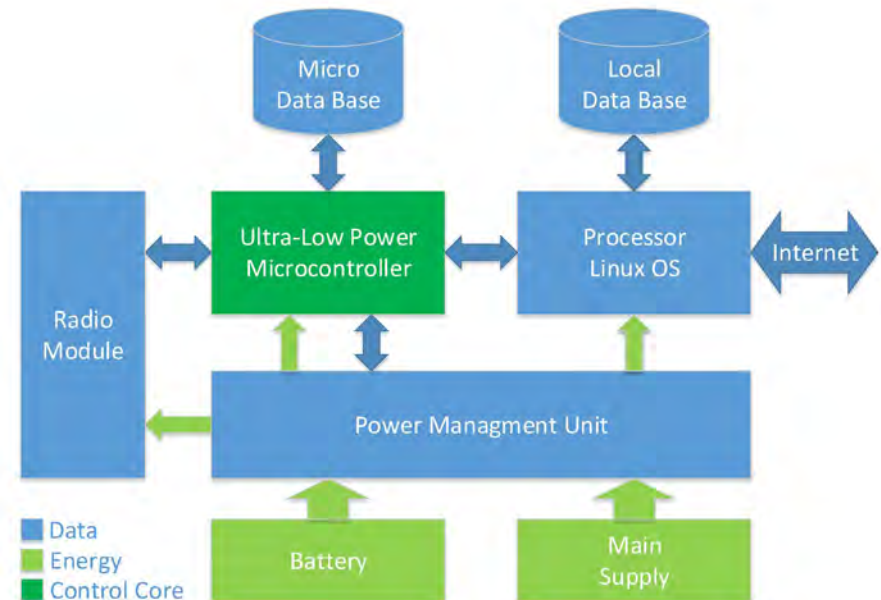 Micro
Data Base
Local
Data Base
Ultra-Low Power
Microcontroller
Processor
Linux OS
Internet
Radio
Module
Power Managment Unit
Battery
Main
Supply
Data
Energy
Control Core